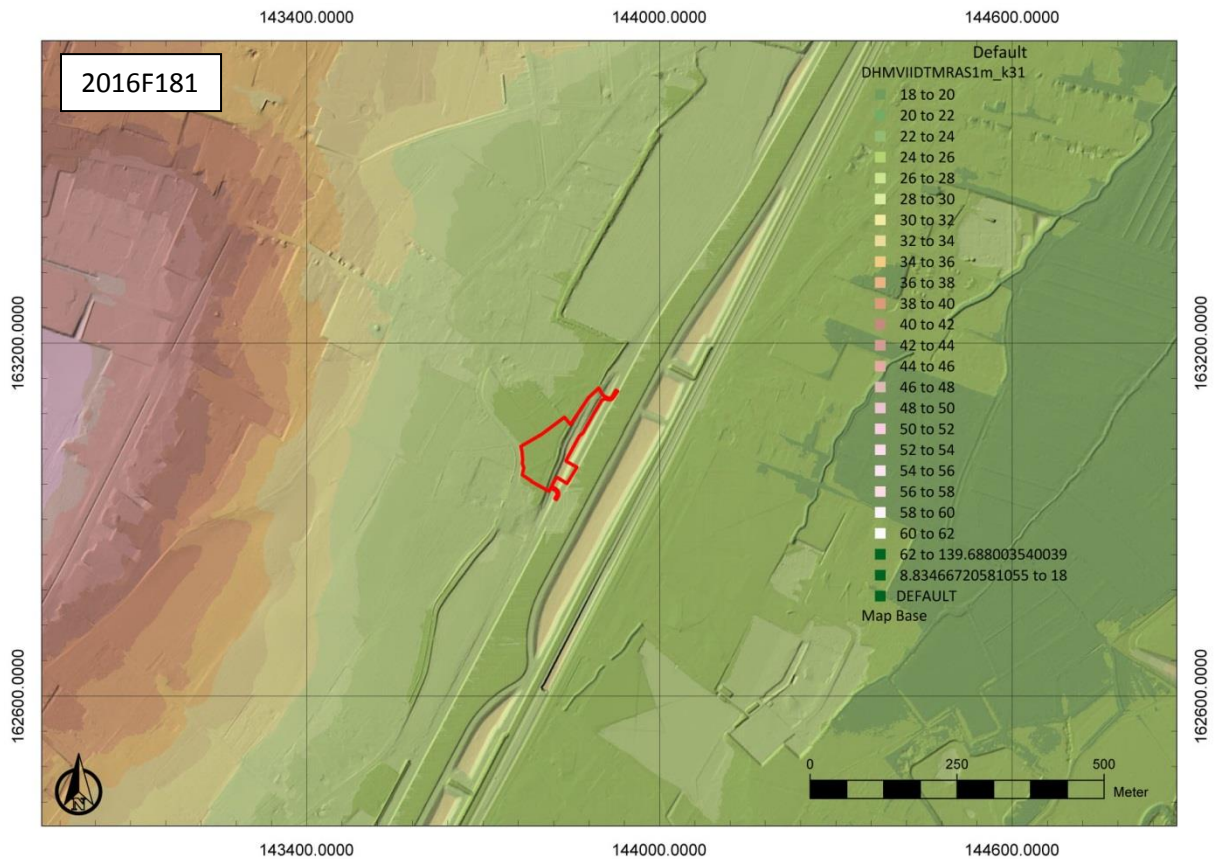 143400.0000 144000.0000 144600.0000
2016F181
Default
DHMVIIDTMRAS1m_k31
18 to 20
20 to 22
22 to 24
24 to 26
26 to 28
28 to 30
30 to 32
32 to 34
34 to 36
36 to 38
38 to 40
40 to 42
42 to 44
44 to 46
46 to 48
48 to 50
50 to 52
52 to 54
54 to 56
56 to 58
58 to 60
60 to 62
62 to 139.688003540039
8.83466720581055 to 18
DEFAULT
Map Base
163200.0000 163200.0000
162600.0000 162600.0000
0 250 500
Meter
N
143400.0000 144000.0000 144600.0000